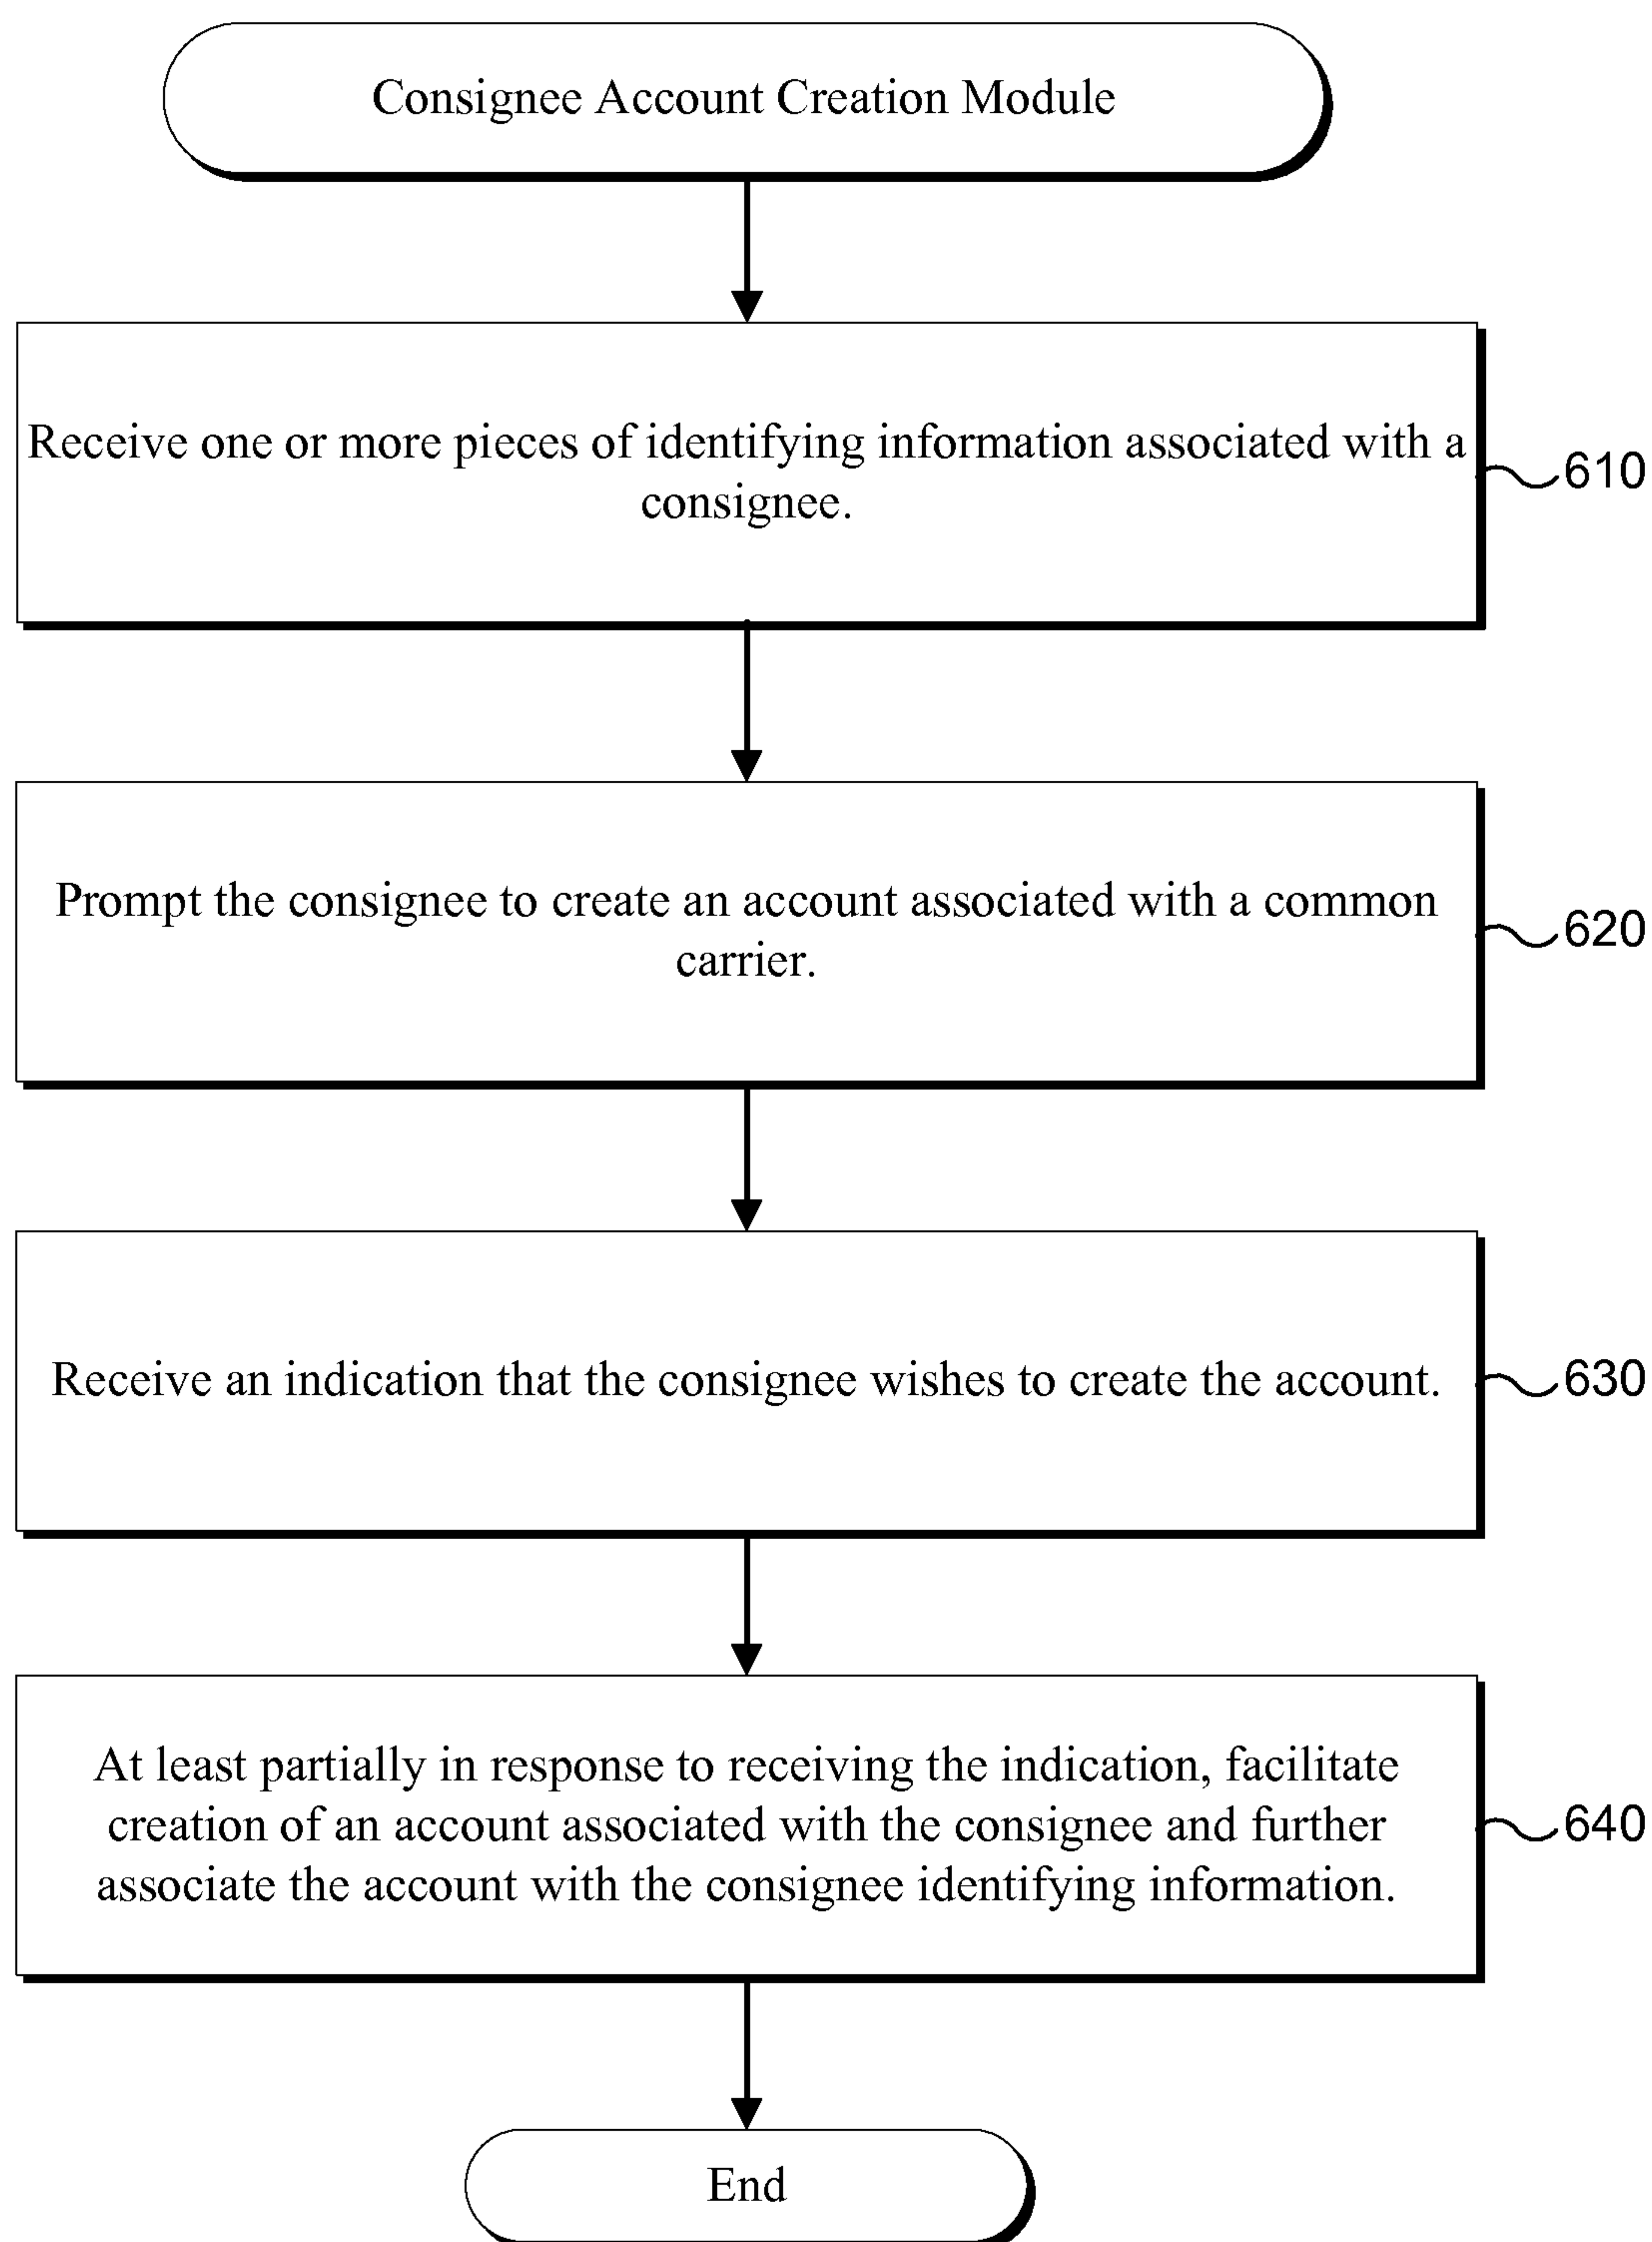 Consignee Account Creation Module
Receive one or more pieces of identifying information associated with a
consignee.
610
Prompt the consignee to create an account associated with a common
carrier.
620
Receive an indication that the consignee wishes to create the account.
630
At least partially in response to receiving the indication, facilitate
creation of an account associated with the consignee and further
associate the account with the consignee identifying information.
640
End